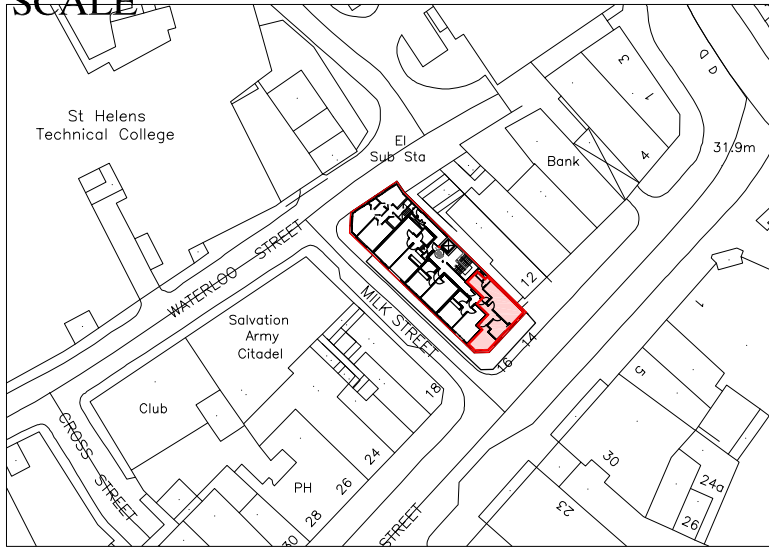 SCALE
St Helens
Technical College
El
Sub Sta
Bank
3
1
4
31.9m
WATERLOO STREET
MILK STREET
12
14
16
1
5
Salvation
Army
Citadel
18
Club
CROSS STREET
PH
24
26
28
30
STREET
30
24a
26
23